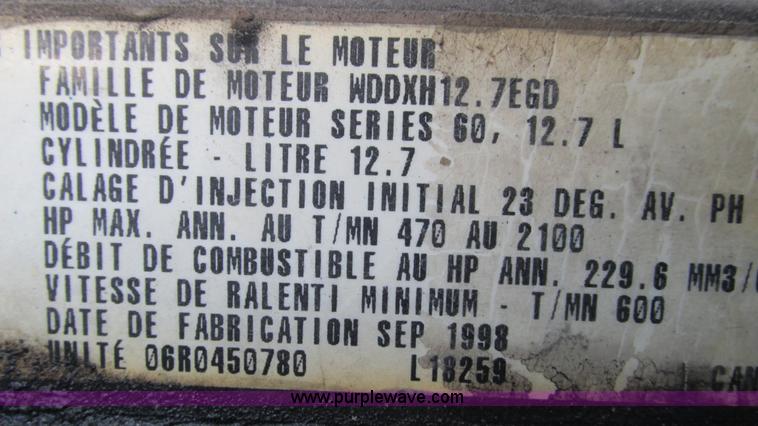 IMPORTANTS SUR LE MOTEUR
FAMILLE DE MOTEUR WDDXH12.7EGD
MODÈLE DE MOTEUR SERIES 60, 12.7 L
CYLINDRÉE - LITRE 12.7
CALAGE D'INJECTION INITIAL 23 DEG. AV. PH
HP MAX. ANN. AU T/MN 470 AU 2100
DÉBIT DE COMBUSTIBLE AU HP ANN. 229.6 MM3/
VITESSE DE RALENTI MINIMUM - T/MN 600
DATE DE FABRICATION SEP 1998
UNITÉ 06R0450780 L18259 CAN
www.purplewave.com